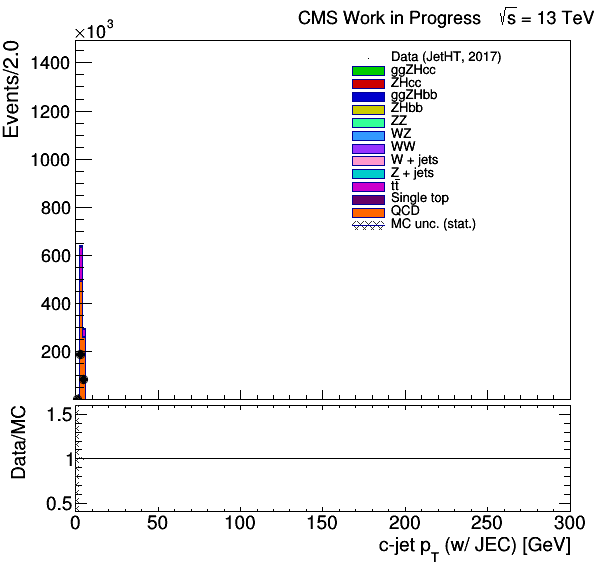 CMS Work in Progress √s = 13 TeV
×10³
Events/2.0
1400
1200
1000
800
600
400
200
Data (JetHT, 2017)
ggZHcc
ZHcc
ggZHbb
ZHbb
ZZ
WZ
WW
W + jets
Z + jets
tt̄
Single top
QCD
MC unc. (stat.)
Data/MC
1.5
1
0.5
0 50 100 150 200 250 300
c-jet p_T (w/ JEC) [GeV]